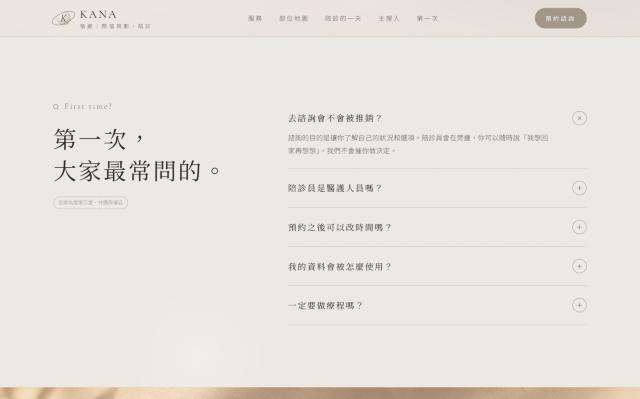 KANA
服務
部位地圖
陪診的一天
主理人
第一次
預約諮詢
First time?
第一次，
大家最常問的。
去諮詢會不會被推銷？
諮詢的目的是讓你了解自己的狀況和選項。陪診員會在旁邊，你可以隨時說「我想回
家再想想」，我們不會催你做決定。
陪診員是醫護人員嗎？
預約之後可以改時間嗎？
我的資料會被怎麼使用？
一定要做療程嗎？